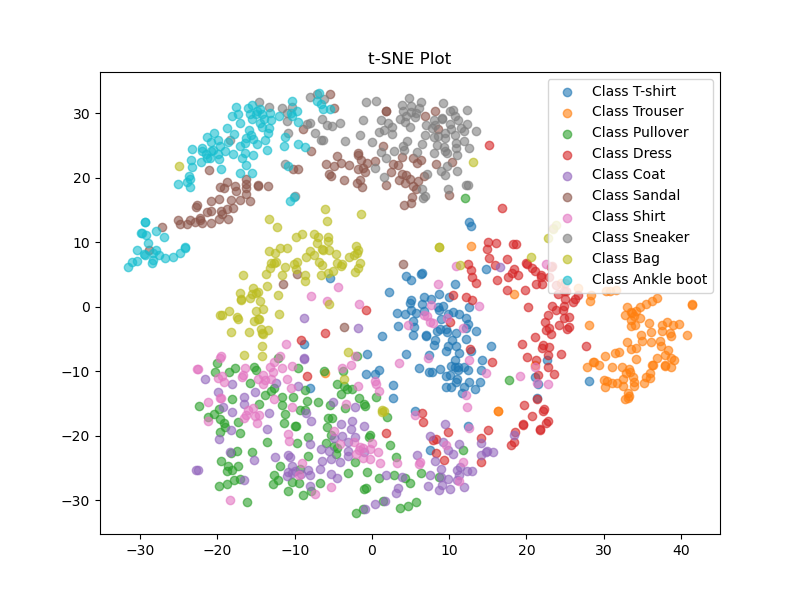 t-SNE Plot
Class T-shirt
Class Trouser
Class Pullover
Class Dress
Class Coat
Class Sandal
Class Shirt
Class Sneaker
Class Bag
Class Ankle boot
30
20
10
0
−10
−20
−30
−30 −20 −10 0 10 20 30 40